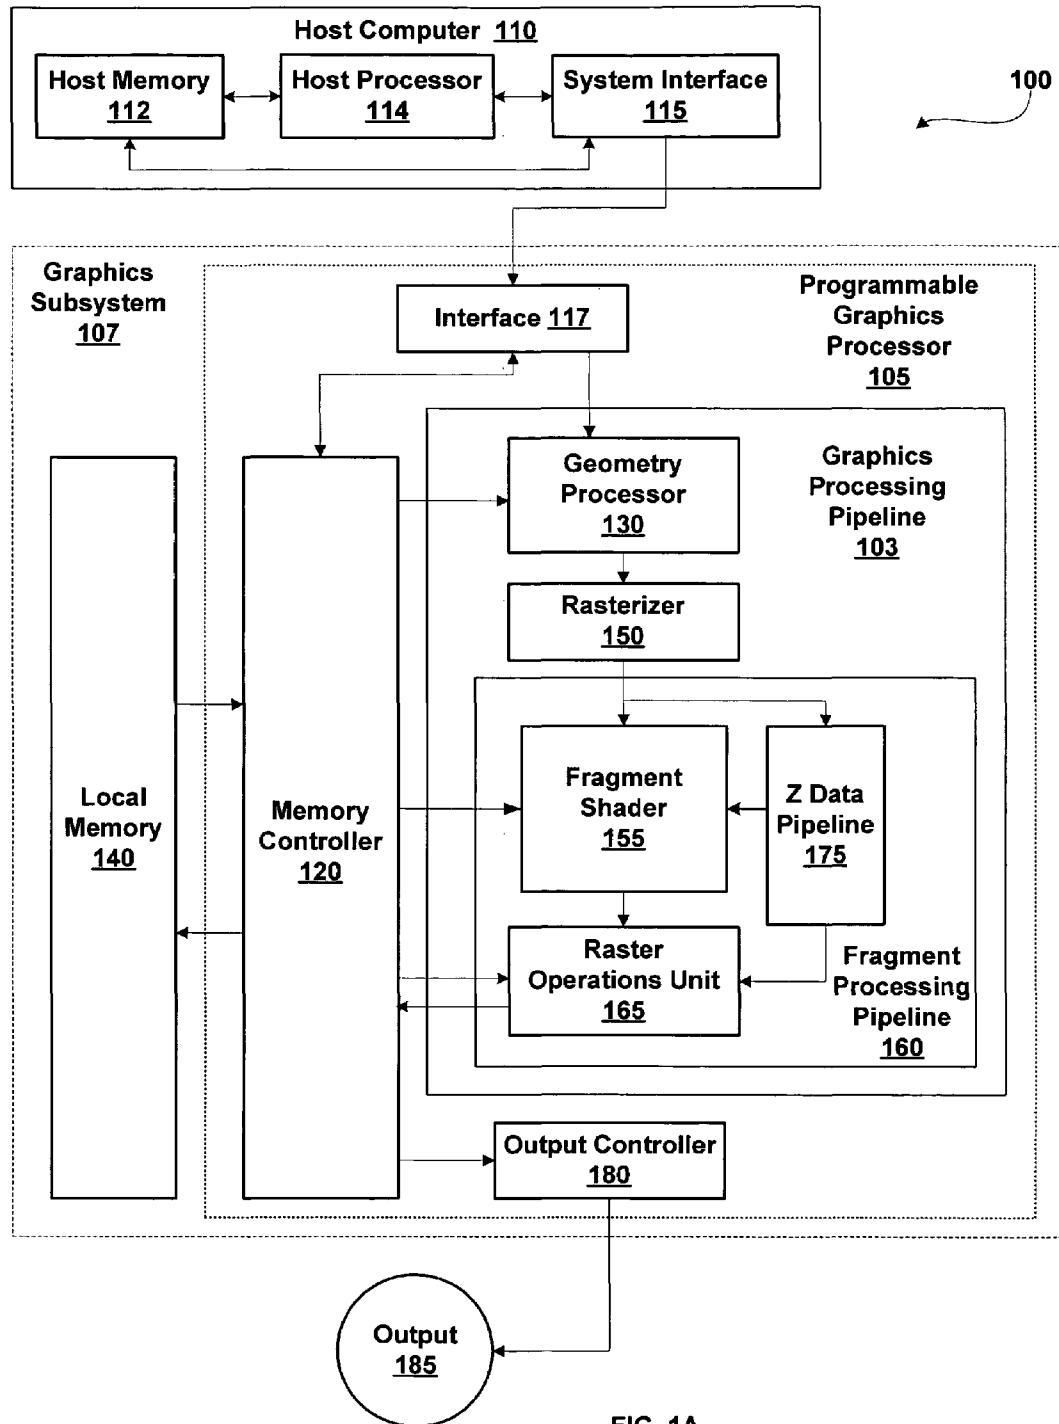 Host Computer 110
Host Memory
112
Host Processor
114
System Interface
115
100
Graphics
Subsystem
107
Interface 117
Programmable
Graphics
Processor
105
Geometry
Processor
130
Graphics
Processing
Pipeline
103
Rasterizer
150
Local
Memory
140
Memory
Controller
120
Fragment
Shader
155
Z Data
Pipeline
175
Raster
Operations Unit
165
Fragment
Processing
Pipeline
160
Output Controller
180
Output
185
FIG. 1A